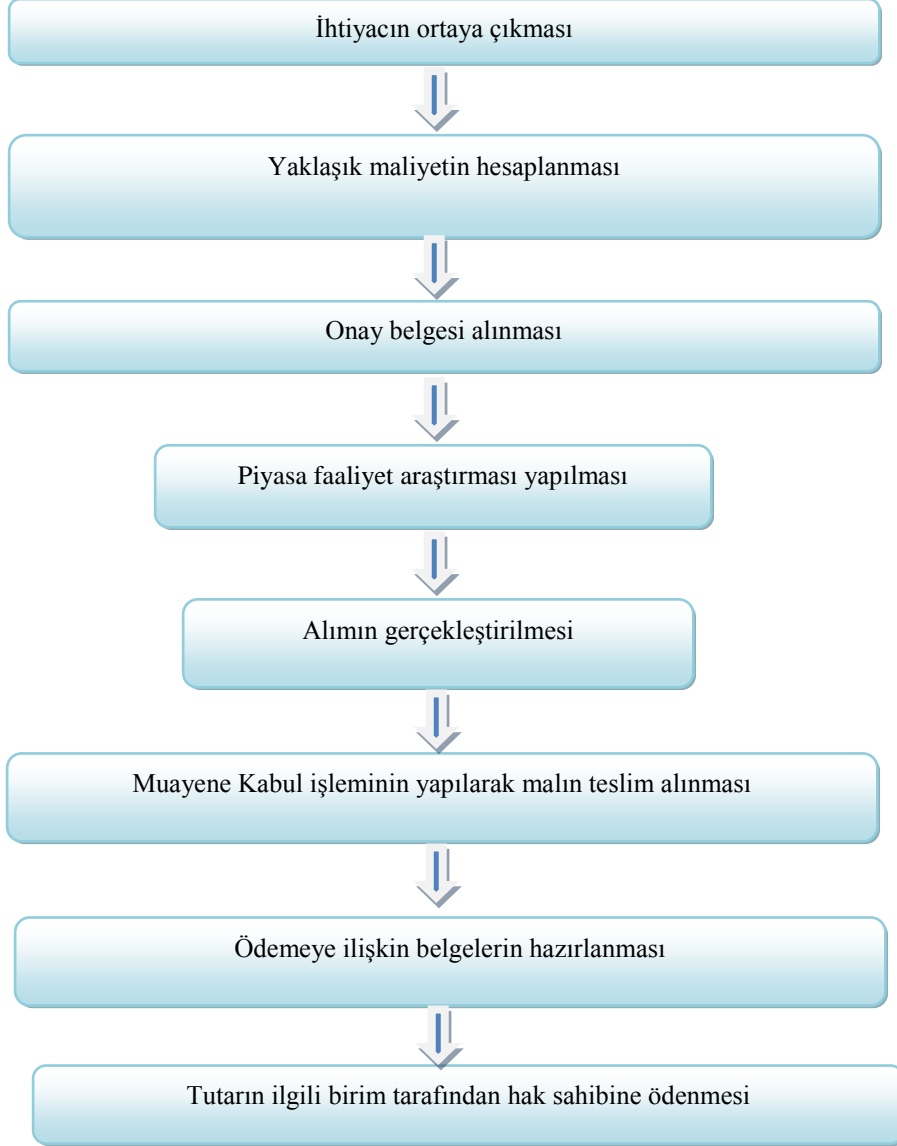 İhtiyacın ortaya çıkması
Yaklaşık maliyetin hesaplanması
Onay belgesi alınması
Piyasa faaliyet araştırması yapılması
Alımın gerçekleştirilmesi
Muayene Kabul işleminin yapılarak malın teslim alınması
Ödemeye ilişkin belgelerin hazırlanması
Tutarın ilgili birim tarafından hak sahibine ödenmesi